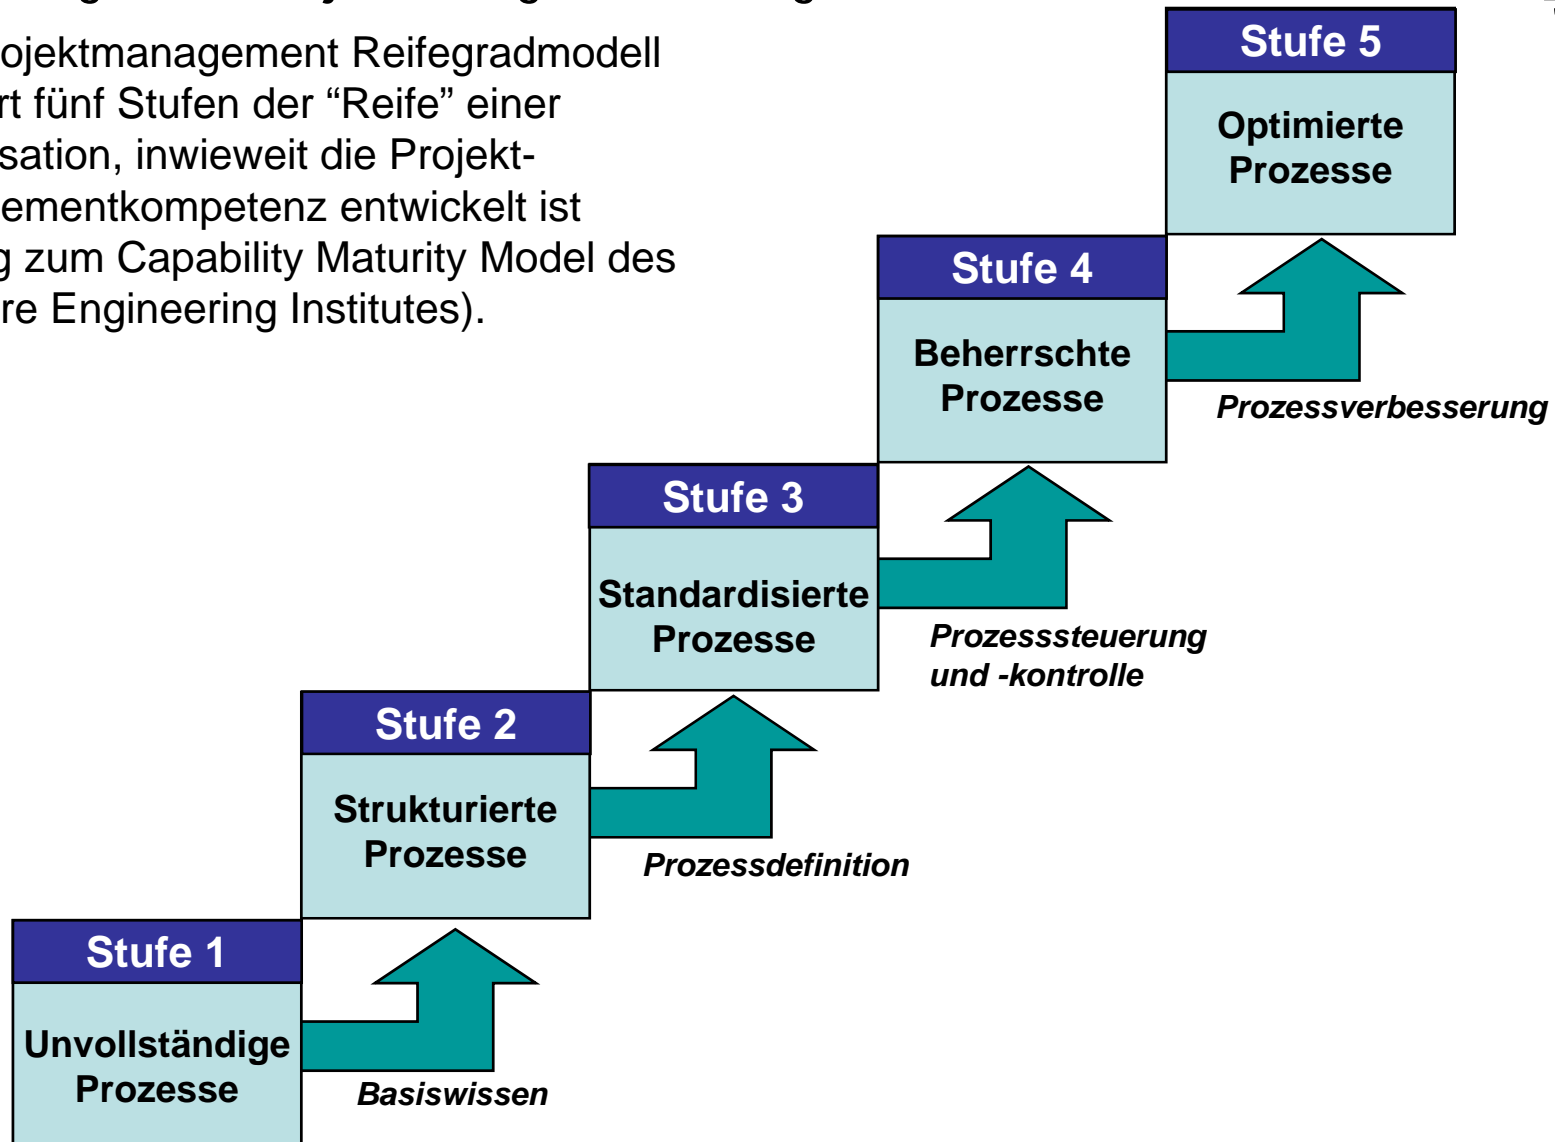 ojektmanagement Reifegradmodell
rt fünf Stufen der “Reife” einer
sation, inwieweit die Projekt-
ementkompetenz entwickelt ist
g zum Capability Maturity Model des
re Engineering Institutes).
Stufe 5
Optimierte
Prozesse
Stufe 4
Beherrschte
Prozesse
Prozessverbesserung
Stufe 3
Standardisierte
Prozesse
Prozesssteuerung
und -kontrolle
Stufe 2
Strukturierte
Prozesse
Prozessdefinition
Stufe 1
Unvollständige
Prozesse
Basiswissen